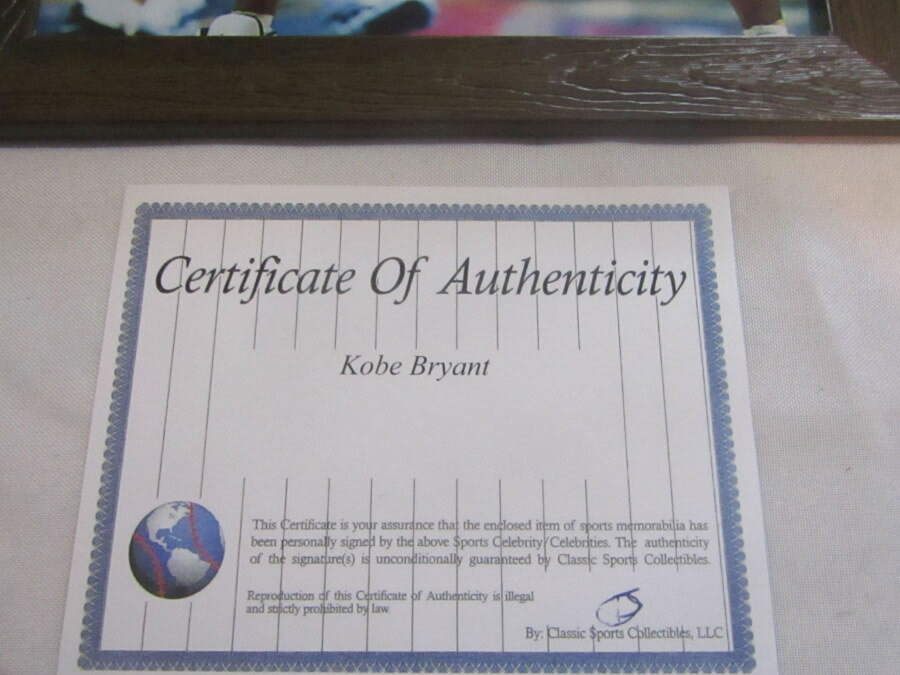 Certificate Of Authenticity
Kobe Bryant
This Certificate is your assurance that the enclosed item of sports memorabilia has
been personally signed by the above Sports Celebrity/Celebrities. The authenticity
of the signature(s) is unconditionally guaranteed by Classic Sports Collectibles.
Reproduction of this Certificate of Authenticity is illegal
and strictly prohibited by law
By: Classic Sports Collectibles, LLC